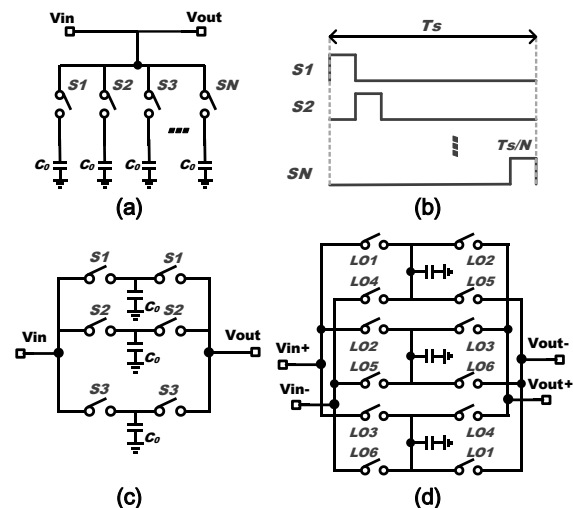 Vin Vout
S1 S2 S3 SN
C0 C0 C0 C0
(a)
Ts
S1
S2
Ts/N
SN
(b)
S1 S1
C0
S2 S2
Vin Vout
C0
S3 S3
C0
(c)
LO1 LO2
LO4 LO5
Vin+ LO2 LO3 Vout-
Vin- LO5 LO6 Vout+
LO3 LO4
LO6 LO1
(d)